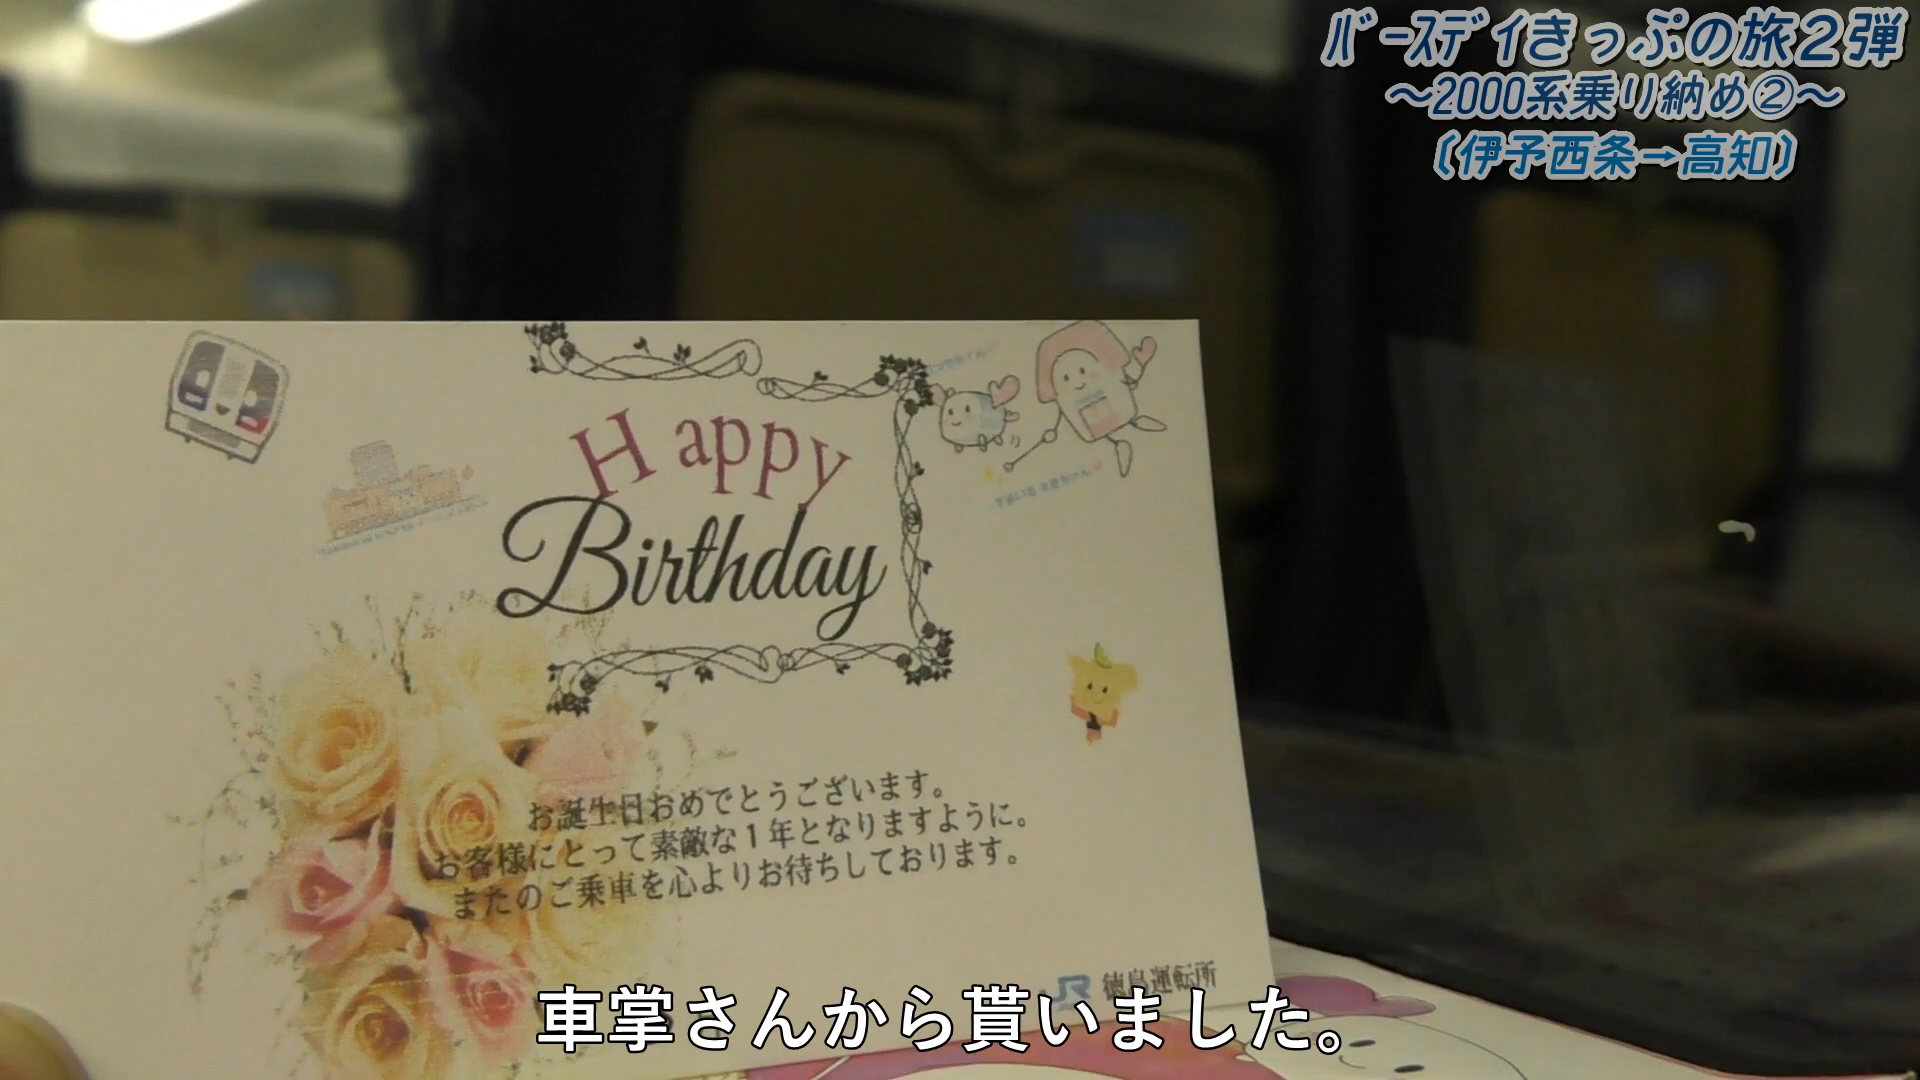 バースデイきっぷの旅2弾
～2000系乗り納め②～
(伊予西条→高知)
Happy
Birthday
お誕生日おめでとうございます。
お客様にとって素敵な1年となりますように。
またのご乗車を心よりお待ちしております。
JR 徳島運転所
車掌さんから貰いました。